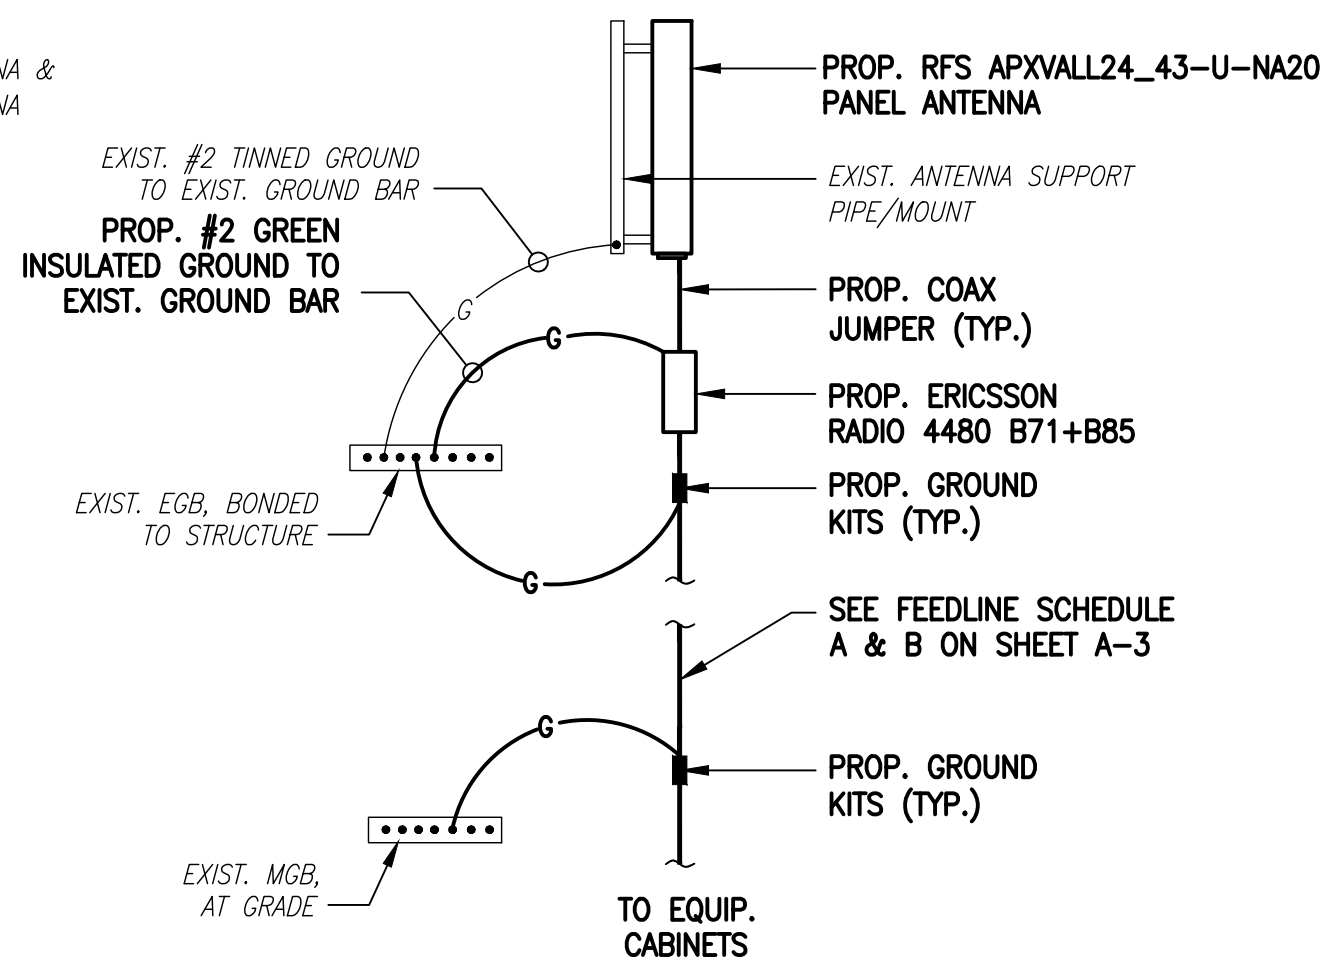 NA &
NA
PROP. RFS APXVALL24_43-U-NA20
PANEL ANTENNA
EXIST. #2 TINNED GROUND
TO EXIST. GROUND BAR
EXIST. ANTENNA SUPPORT
PIPE/MOUNT
PROP. #2 GREEN
INSULATED GROUND TO
EXIST. GROUND BAR
PROP. COAX
JUMPER (TYP.)
G
G
PROP. ERICSSON
RADIO 4480 B71+B85
EXIST. EGB, BONDED
TO STRUCTURE
PROP. GROUND
KITS (TYP.)
G
SEE FEEDLINE SCHEDULE
A & B ON SHEET A-3
G
PROP. GROUND
KITS (TYP.)
EXIST. MGB,
AT GRADE
TO EQUIP.
CABINETS